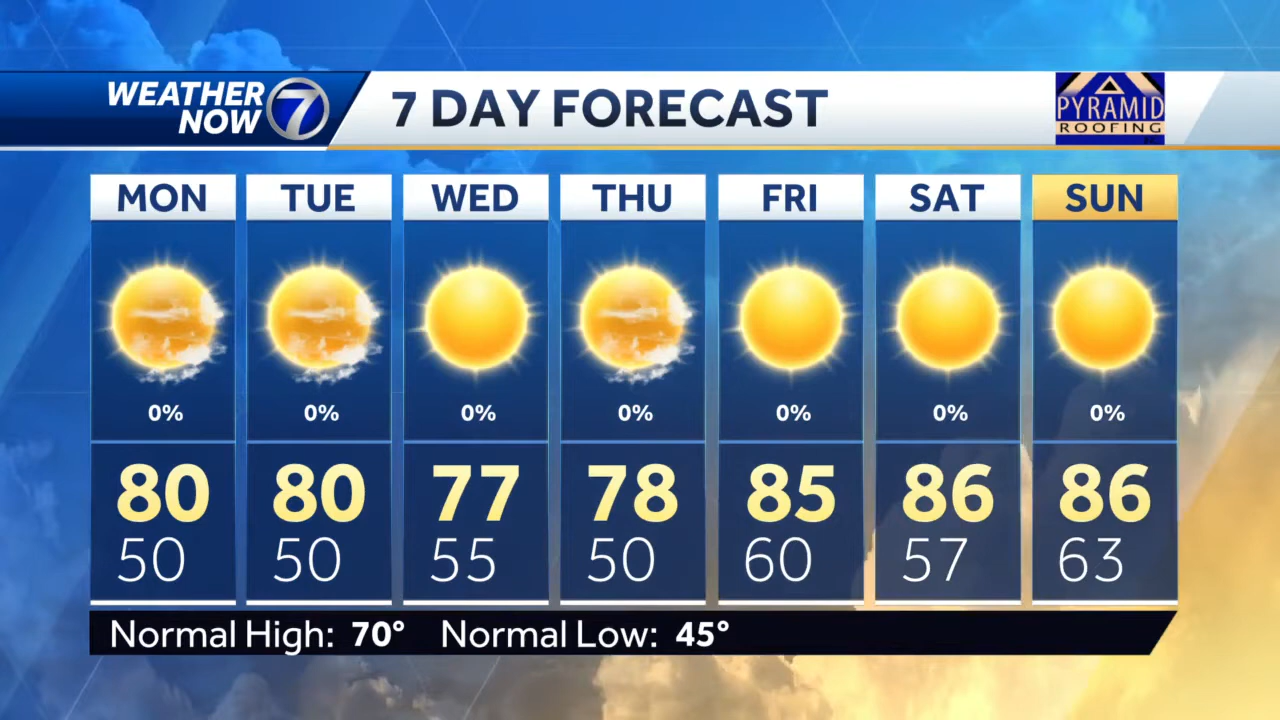 WEATHER
NOW 7
7 DAY FORECAST
PYRAMID
ROOFING
MON TUE WED THU FRI SAT SUN
0% 0% 0% 0% 0% 0% 0%
80 80 77 78 85 86 86
50 50 55 50 60 57 63
Normal High: 70° Normal Low: 45°